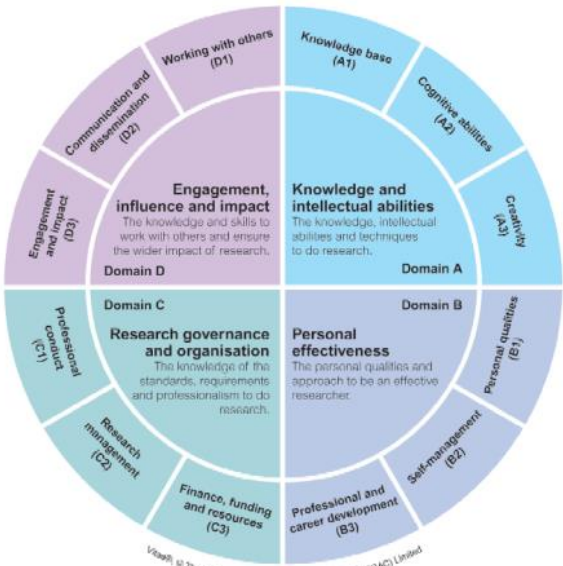 Working with others
(D1)
Knowledge base
(A1)
Communication and
dissemination
(D2)
Cognitive abilities
(A2)
Engagement
and impact
(D3)
Creativity
(A3)
Engagement,
influence and impact
The knowledge and skills to
work with others and ensure
the wider impact of research.
Domain D
Knowledge and
intellectual abilities
The knowledge, intellectual
abilities and techniques
to do research.
Domain A
Domain C
Research governance
and organisation
The knowledge of the
standards, requirements
and professionalism to do
research.
Domain B
Personal
effectiveness
The personal qualities and
approach to be an effective
researcher.
Professional
conduct
(C1)
Personal qualities
(B1)
Research
management
(C2)
Self-management
(B2)
Finance, funding
and resources
(C3)
Professional and
career development
(B3)
Limited